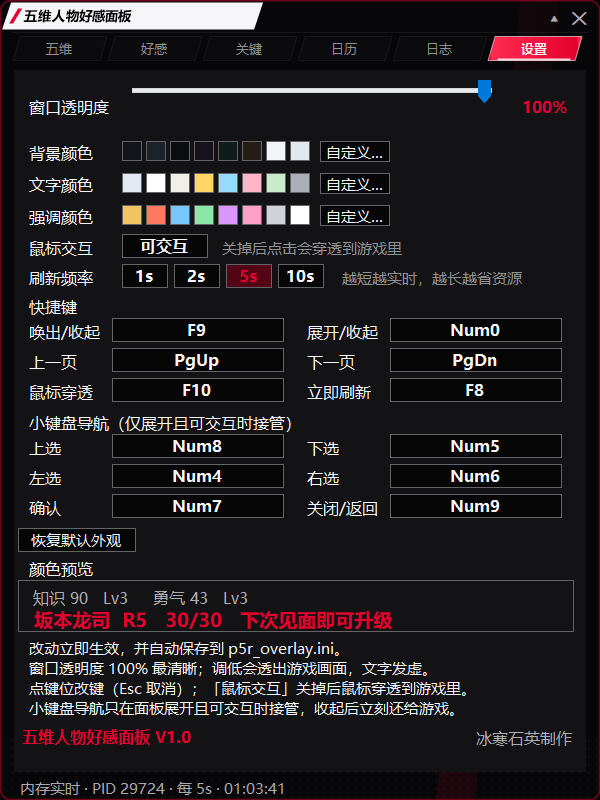 五维人物好感面板
五维 好感 关键 日历 日志 设置
窗口透明度 100%
背景颜色 自定义...
文字颜色 自定义...
强调颜色 自定义...
鼠标交互 可交互 关掉后点击会穿透到游戏里
刷新频率 1s 2s 5s 10s 越短越实时，越长越省资源
快捷键
唤出/收起 F9 展开/收起 Num0
上一页 PgUp 下一页 PgDn
鼠标穿透 F10 立即刷新 F8
小键盘导航（仅展开且可交互时接管）
上选 Num8 下选 Num5
左选 Num4 右选 Num6
确认 Num7 关闭/返回 Num9
恢复默认外观
颜色预览
知识 90 Lv3 勇气 43 Lv3
坂本龙司 R5 30/30 下次见面即可升级
改动立即生效，并自动保存到 p5r_overlay.ini。
窗口透明度 100% 最清晰；调低会透出游戏画面，文字发虚。
点键位改键（Esc 取消）；「鼠标交互」关掉后鼠标穿透到游戏里。
小键盘导航只在面板展开且可交互时接管，收起后立刻还给游戏。
五维人物好感面板 V1.0 冰寒石英制作
内存实时 · PID 29724 · 每 5s · 01:03:41